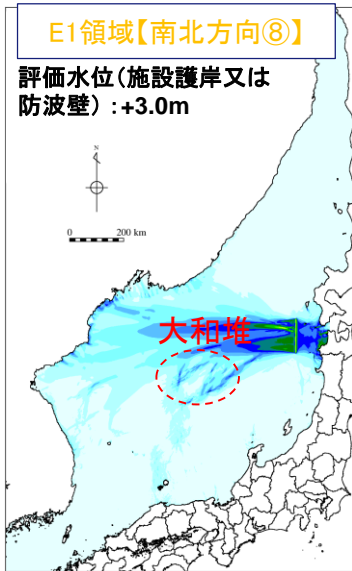 E1領域【南北方向⑧】
評価水位(施設護岸又は
防波壁):+3.0m
N
0 200 km
大和堆